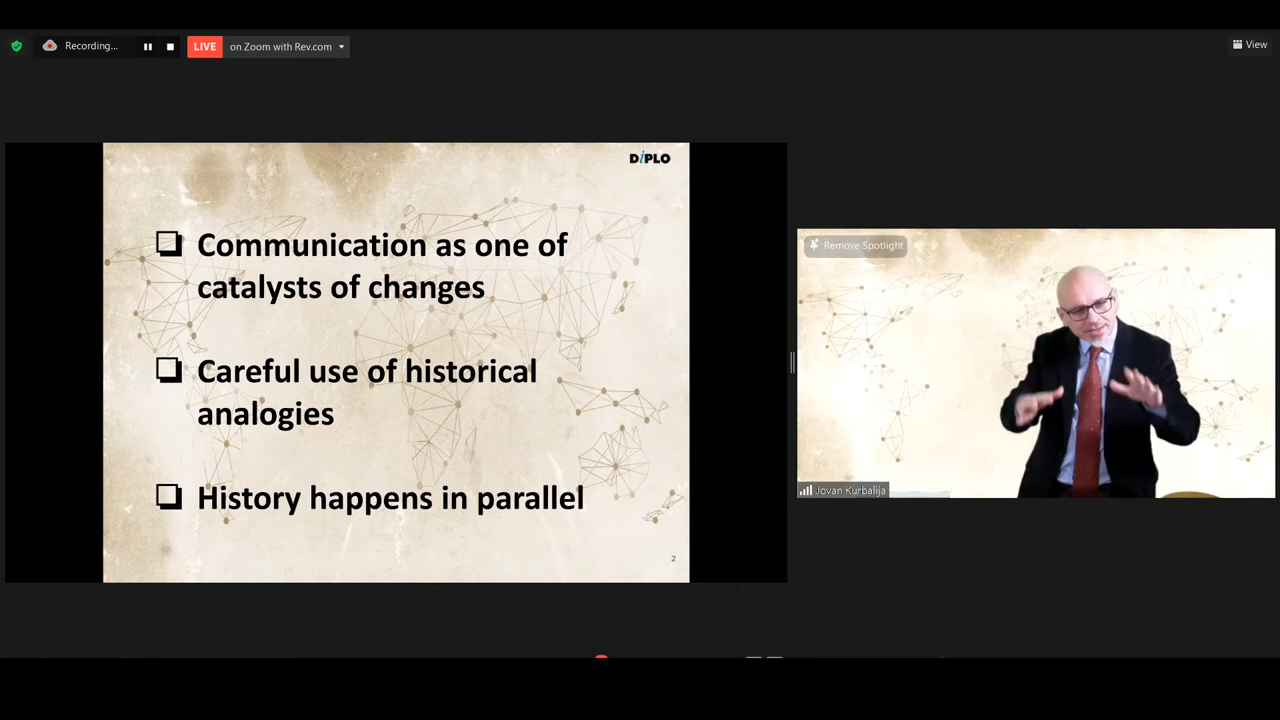 Recording...
LIVE
on Zoom with Rev.com
View
DiPLO
Communication as one of
catalysts of changes
Careful use of historical
analogies
History happens in parallel
2
Remove Spotlight
Jovan Kurbalija